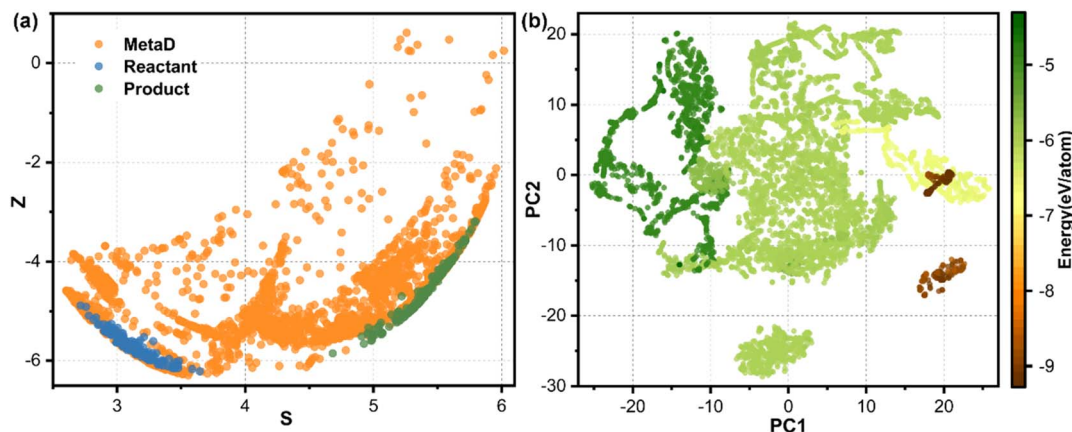 (a)
MetaD
Reactant
Product
0
-2
-4
-6
Z
3 4 5 6
S
(b)
20
10
0
-10
-20
-30
PC2
-20 -10 0 10 20
PC1
-5
-6
-7
-8
-9
Energy(eV/atom)